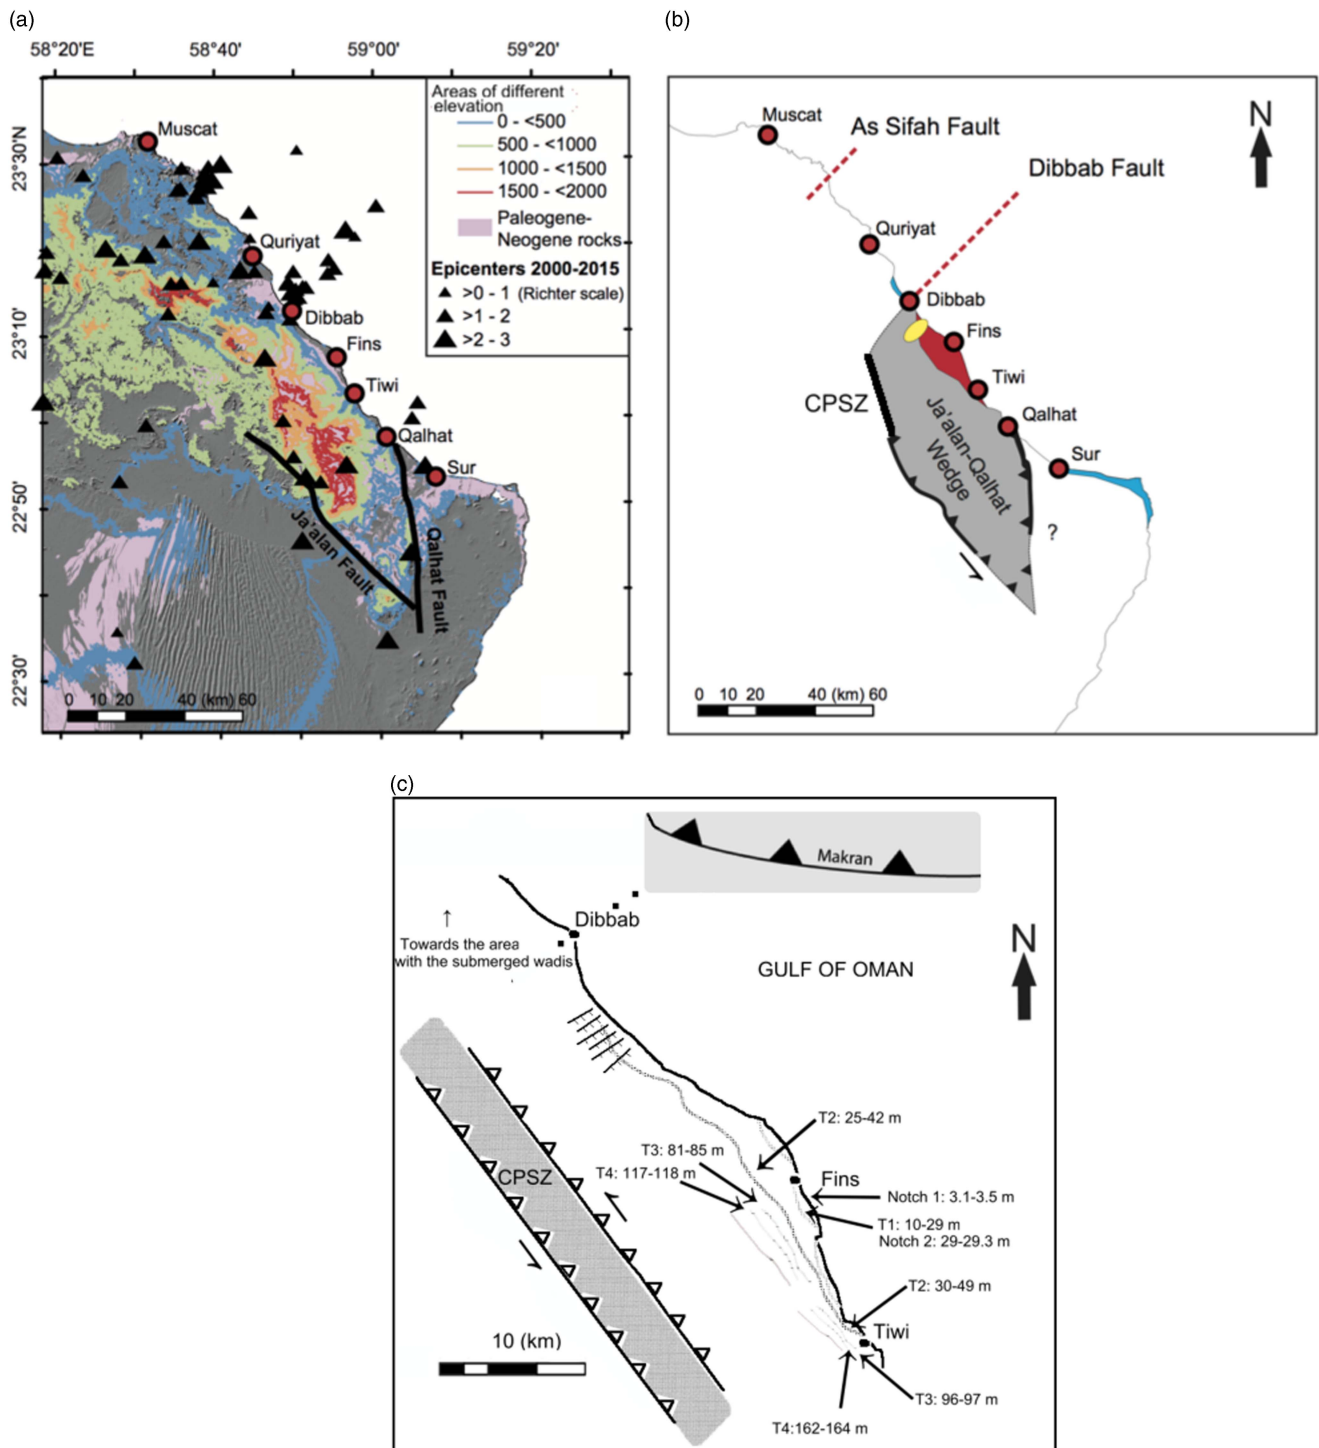 (a)
58°20'E
58°40'
59°00'
59°20'
23°30'N
23°10'
22°50'
22°30'
Areas of different
elevation
0 - <500
500 - <1000
1000 - <1500
1500 - <2000
Paleogene-
Neogene rocks
Epicenters 2000-2015
>0 - 1 (Richter scale)
>1 - 2
>2 - 3
Muscat
Quriyat
Dibbab
Fins
Tiwi
Qalhat
Sur
Ja'alan Fault
Qalhat Fault
0 10 20 40 (km) 60
(b)
Muscat
As Sifah Fault
Dibbab Fault
N
Quriyat
Dibbab
Fins
Tiwi
CPSZ
Qalhat
Ja'alan-Qalhat
Wedge
Sur
?
0 10 20 40 (km) 60
(c)
Makran
Dibbab
Towards the area
with the submerged wadis
GULF OF OMAN
N
T2: 25-42 m
T3: 81-85 m
T4: 117-118 m
CPSZ
Fins
Notch 1: 3.1-3.5 m
T1: 10-29 m
Notch 2: 29-29.3 m
T2: 30-49 m
Tiwi
10 (km)
T3: 96-97 m
T4:162-164 m